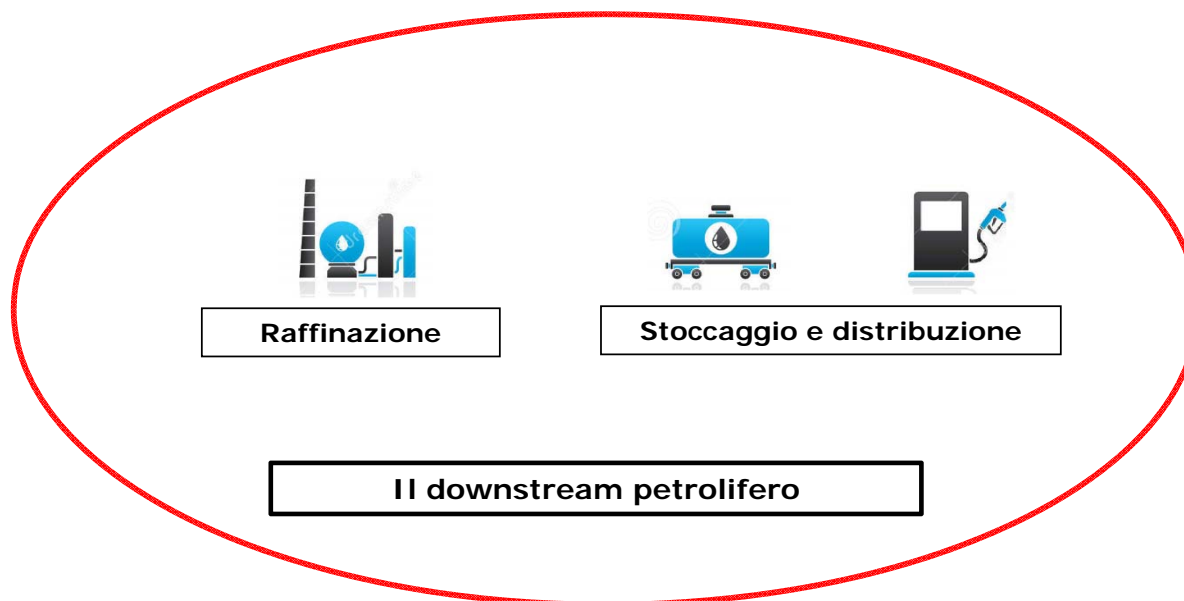 Raffinazione
Stoccaggio e distribuzione
Il downstream petrolifero